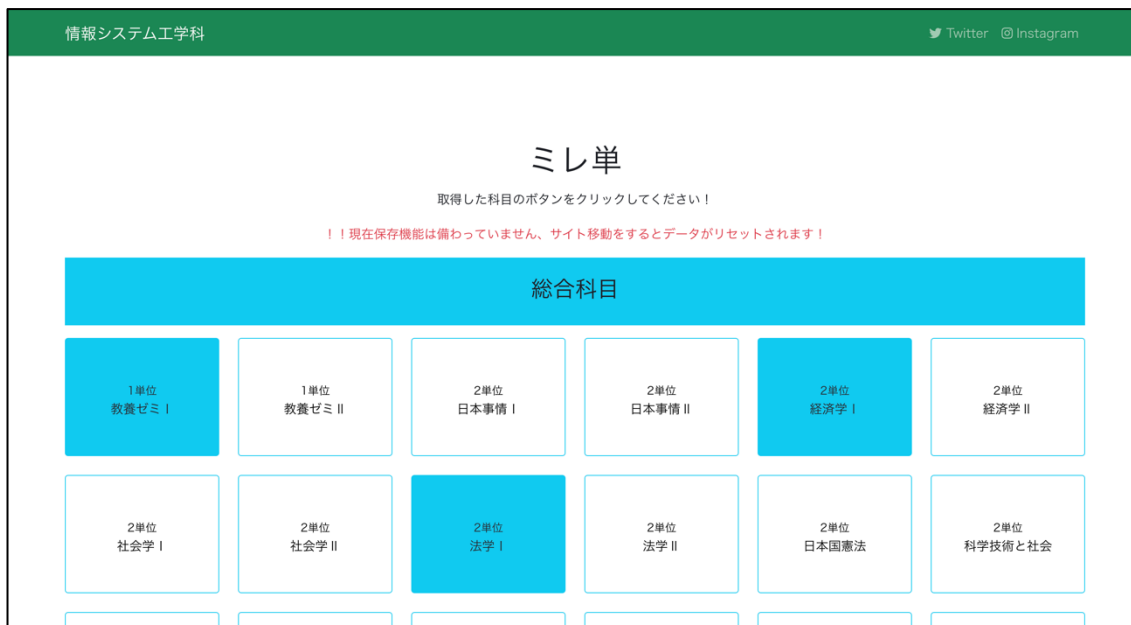 情報システム工学科
Twitter Instagram
ミレ単
取得した科目のボタンをクリックしてください！
！！現在保存機能は備わっていません、サイト移動をするとデータがリセットされます！
総合科目
1単位
教養ゼミⅠ
1単位
教養ゼミⅡ
2単位
日本事情Ⅰ
2単位
日本事情Ⅱ
2単位
経済学Ⅰ
2単位
経済学Ⅱ
2単位
社会学Ⅰ
2単位
社会学Ⅱ
2単位
法学Ⅰ
2単位
法学Ⅱ
2単位
日本国憲法
2単位
科学技術と社会